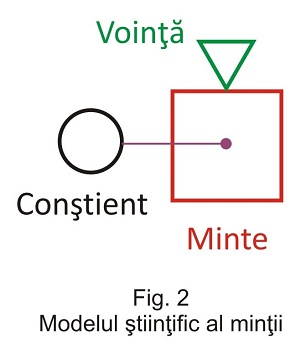 Voinţă
Conştient
Minte
Fig. 2
Modelul ştiinţific al minţii